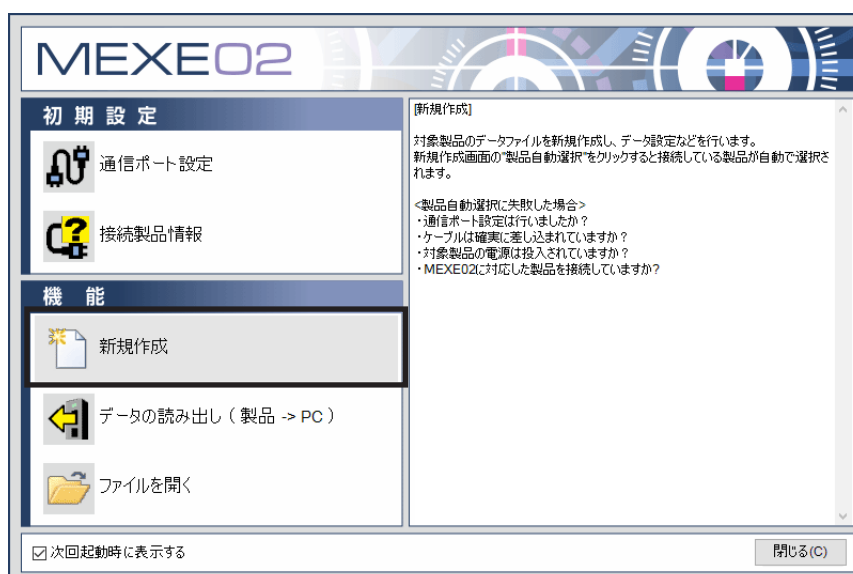 MEXE02
初期設定
通信ポート設定
接続製品情報
機能
新規作成
データの読み出し ( 製品 -> PC )
ファイルを開く
[新規作成]
対象製品のデータファイルを新規作成し、データ設定などを行います。
新規作成画面の"製品自動選択"をクリックすると接続している製品が自動で選択さ
れます。
<製品自動選択に失敗した場合>
・通信ポート設定は行いましたか？
・ケーブルは確実に差し込まれていますか？
・対象製品の電源は投入されていますか？
・MEXE02に対応した製品を接続していますか?
次回起動時に表示する
閉じる(C)